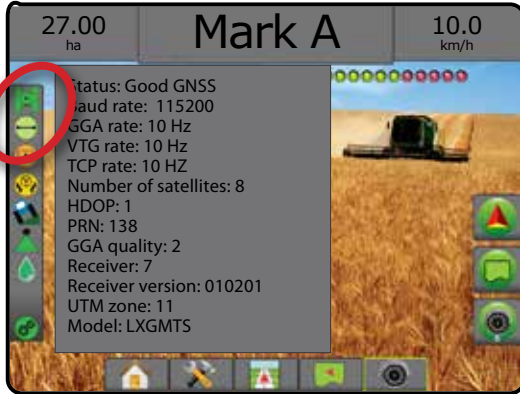 27.00
ha
Mark A
10.0
km/h
Status: Good GNSS
Baud rate: 115200
GGA rate: 10 Hz
VTG rate: 10 Hz
TCP rate: 10 HZ
Number of satellites: 8
HDOP: 1
PRN: 138
GGA quality: 2
Receiver: 7
Receiver version: 010201
UTM zone: 11
Model: LXGMTS